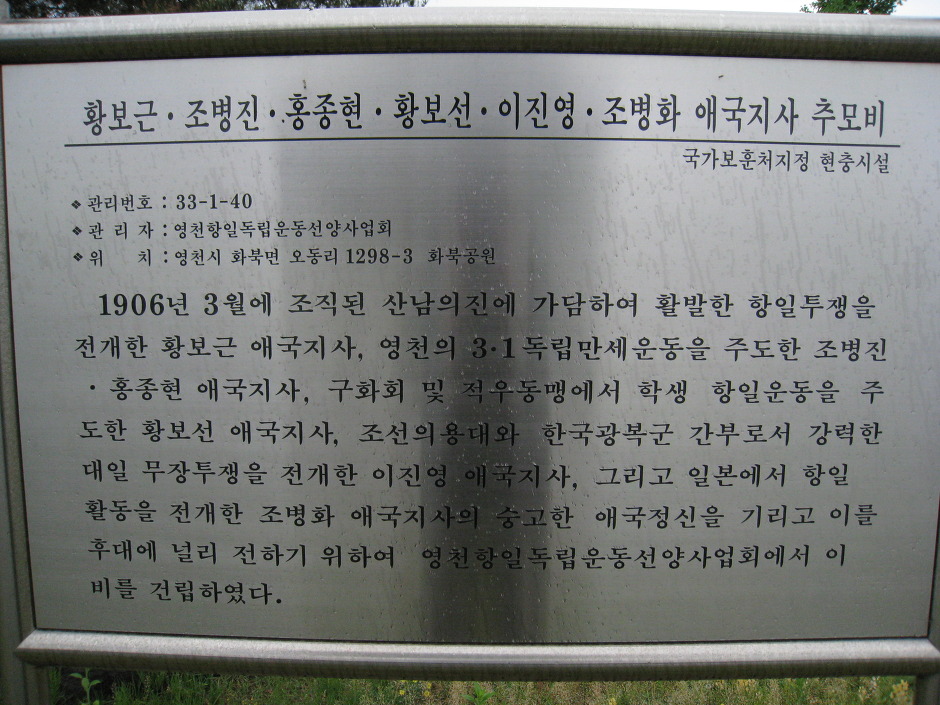 황보근 · 조병진 · 홍종현 · 황보선 · 이진영 · 조병화 애국지사 추모비
국가보훈처지정 현충시설
❖ 관리번호 : 33-1-40
❖ 관 리 자 : 영천항일독립운동선양사업회
❖ 위 치 : 영천시 화북면 오동리 1298-3 화북공원
1906년 3월에 조직된 산남의진에 가담하여 활발한 항일투쟁을
전개한 황보근 애국지사, 영천의 3·1 독립만세운동을 주도한 조병진
· 홍종현 애국지사, 구화회 및 적우동맹에서 학생 항일운동을 주
도한 황보선 애국지사, 조선의용대와 한국광복군 간부로서 강력한
대일 무장투쟁을 전개한 이진영 애국지사, 그리고 일본에서 항일
활동을 전개한 조병화 애국지사의 숭고한 애국정신을 기리고 이를
후대에 널리 전하기 위하여 영천항일독립운동선양사업회에서 이
비를 건립하였다.